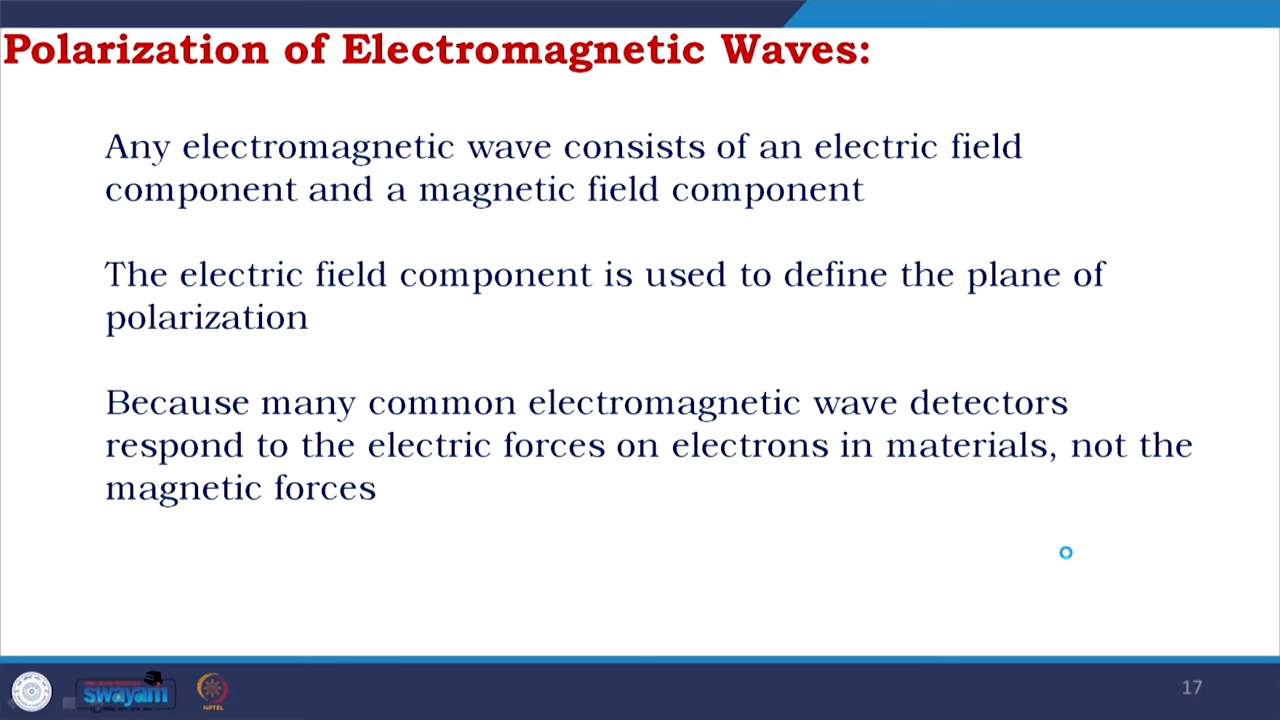 Polarization of Electromagnetic Waves:
Any electromagnetic wave consists of an electric field
component and a magnetic field component
The electric field component is used to define the plane of
polarization
Because many common electromagnetic wave detectors
respond to the electric forces on electrons in materials, not the
magnetic forces
swayam
NPTEL
17